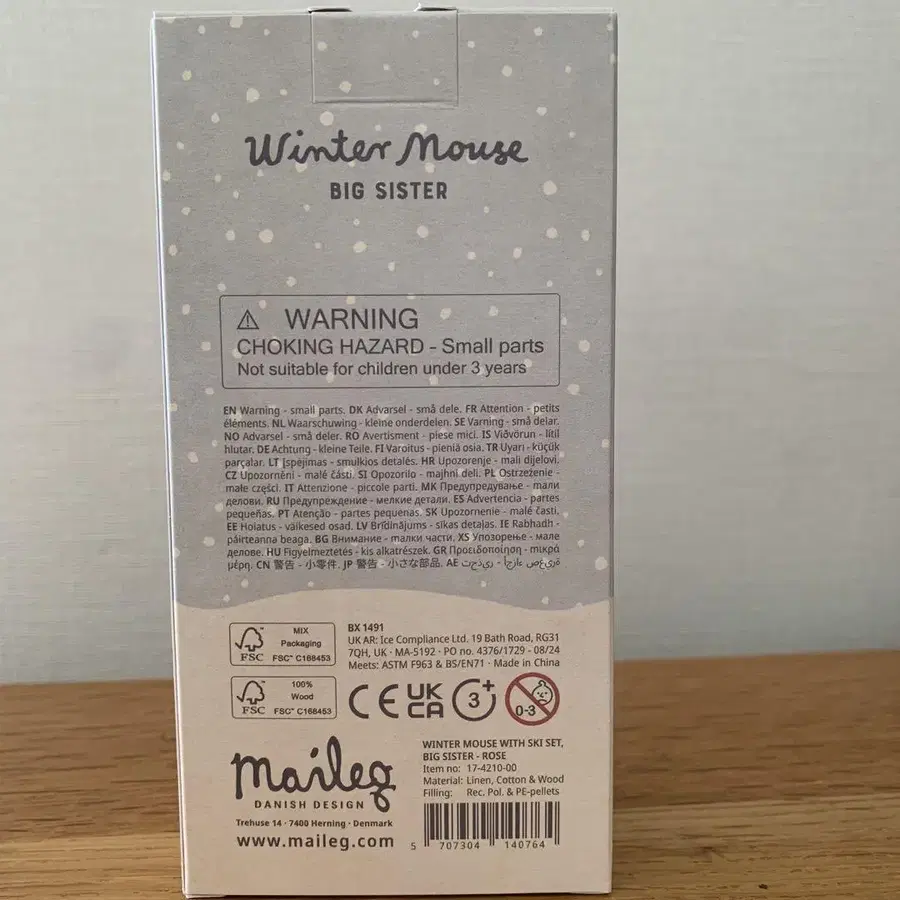 Winter Mouse
BIG SISTER
WARNING
CHOKING HAZARD - Small parts
Not suitable for children under 3 years
EN Warning - small parts. DK Advarsel - små dele. FR Attention - petits
éléments. NL Waarschuwing - kleine onderdelen. SE Varning - små delar.
NO Advarsel - små deler. RO Avertisment - piese mici. IS Viðvörun - lítil
hlutar. DE Achtung - kleine Teile. FI Varoitus - pieniä osia. TR Uyarı - küçük
parçalar. LT Įspėjimas - smulkios detalės. HR Upozorenje - mali dijelovi.
CZ Upozornění - malé části. SI Opozorilo - majhni deli. PL Ostrzeżenie -
małe części. IT Attenzione - piccole parti. MK Предупредување - мали
делови. RU Предупреждение - мелкие детали. ES Advertencia - partes
pequeñas. PT Atenção - partes pequenas. SK Upozornenie - malé časti.
EE Hoiatus - väikesed osad. LV Brīdinājums - sīkas detaļas. IE Rabhadh -
páirteanna beaga. BG Внимание - малки части. XS Упозорење - мале
делове. HU Figyelmeztetés - kis alkatrészek. GR Προειδοποίηση - μικρά
μέρη. CN 警告 - 小零件. JP 警告 - 小さな部品. AE
FSC
MIX
Packaging
FSC™ C168453
BX 1491
UK AR: Ice Compliance Ltd. 19 Bath Road, RG31
7QH, UK · MA-5192 · PO no. 4376/1729 - 08/24
Meets: ASTM F963 & BS/EN71 · Made in China
FSC
100%
Wood
FSC™ C168453
CE
UK
CA
3+
0-3
Maileg
DANISH DESIGN
Trehuse 14 · 7400 Herning · Denmark
www.maileg.com
WINTER MOUSE WITH SKI SET,
BIG SISTER - ROSE
Item no: 17-4210-00
Material: Linen, Cotton & Wood
Filling: Rec. Pol. & PE-pellets
5 707304 140764